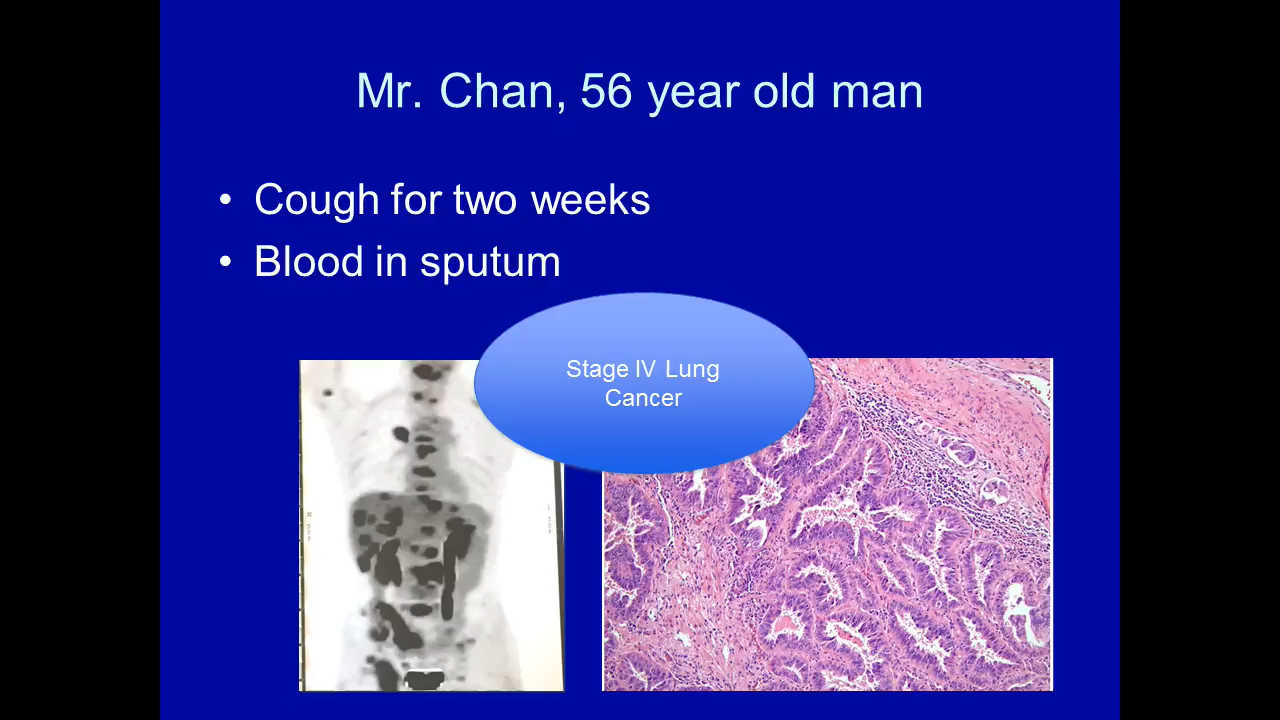 Mr. Chan, 56 year old man
• Cough for two weeks
• Blood in sputum
Stage IV Lung
Cancer